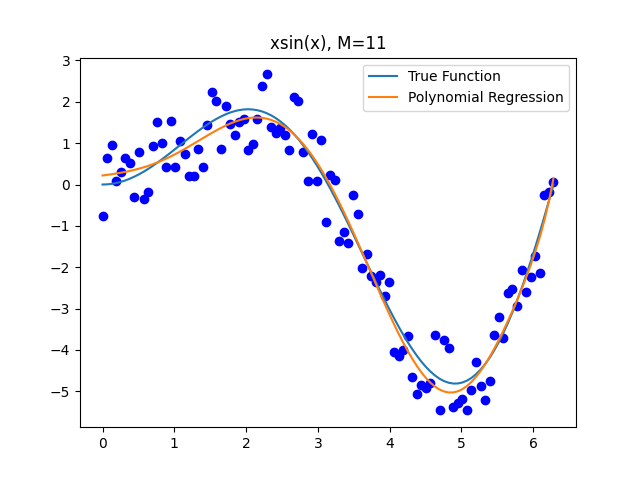 xsin(x), M=11
True Function
Polynomial Regression
3
2
1
0
−1
−2
−3
−4
−5
0 1 2 3 4 5 6